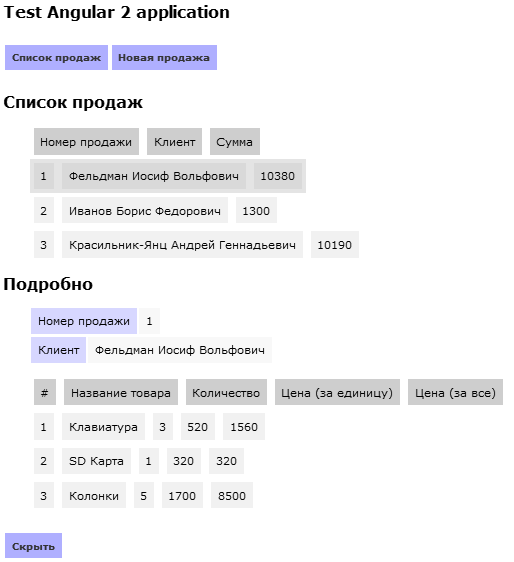 Test Angular 2 application
Список продаж Новая продажа
Список продаж
Номер продажи Клиент Сумма
1 Фельдман Иосиф Вольфович 10380
2 Иванов Борис Федорович 1300
3 Красильник-Янц Андрей Геннадьевич 10190
Подробно
Номер продажи 1
Клиент Фельдман Иосиф Вольфович
# Название товара Количество Цена (за единицу) Цена (за все)
1 Клавиатура 3 520 1560
2 SD Карта 1 320 320
3 Колонки 5 1700 8500
Скрыть